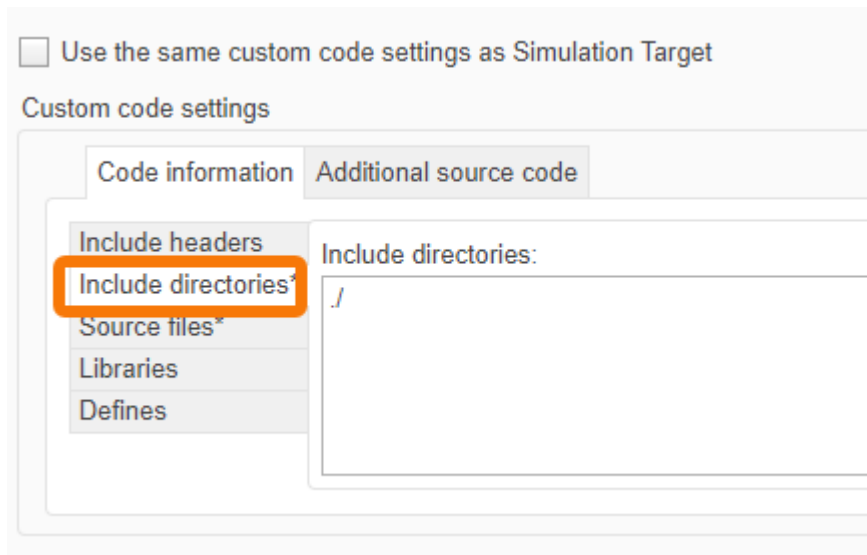 Use the same custom code settings as Simulation Target
Custom code settings
Code information Additional source code
Include headers
Include directories*
Source files*
Libraries
Defines
Include directories:
./